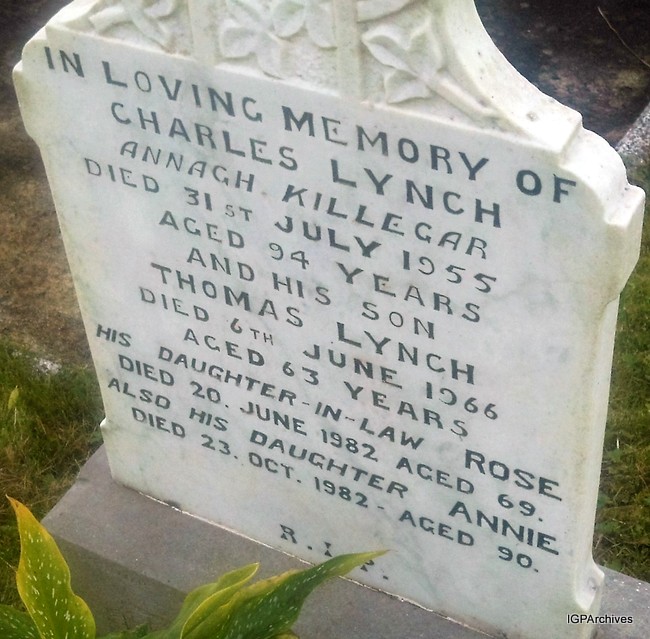 IN LOVING MEMORY OF
CHARLES LYNCH
ANNAGH KILLEGAR
DIED 31ST JULY 1955
AGED 94 YEARS
AND HIS SON
THOMAS LYNCH
DIED 6TH JUNE 1966
AGED 63 YEARS
HIS DAUGHTER-IN-LAW ROSE
DIED 20. JUNE 1982 AGED 69.
ALSO HIS DAUGHTER ANNIE
DIED 23. OCT. 1982 - AGED 90.
R.I.P.
IGPArchives